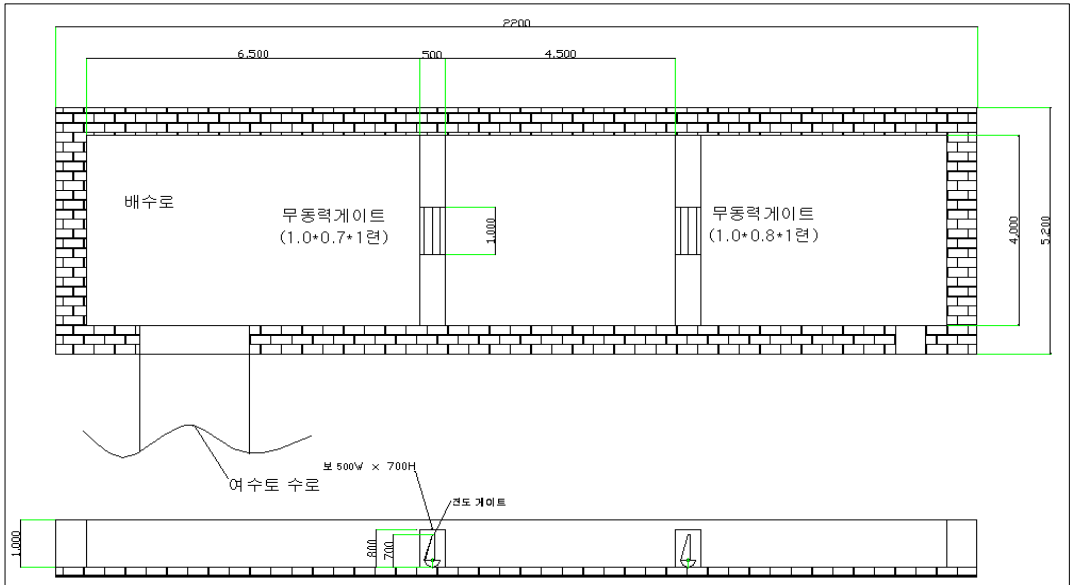 2200
6.500
500
4.500
배수로
무동력게이트
(1.0*0.7*1련)
1.000
무동력게이트
(1.0*0.8*1련)
4.000
5.200
여수토 수로
보 500W × 700H
전도 게이트
1.000
800
700